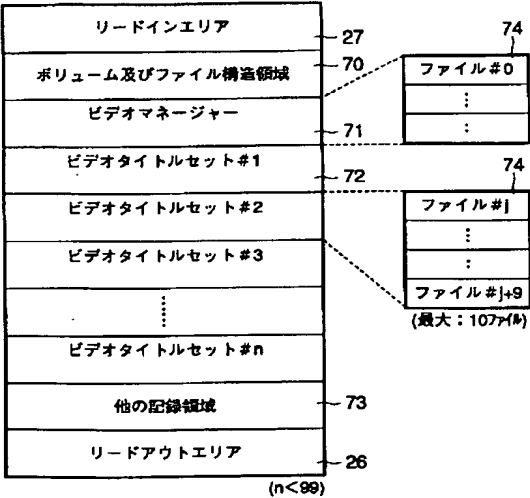 リードインエリア
27
ボリューム及びファイル構造領域
70
ビデオマネージャー
71
ビデオタイトルセット#1
72
ビデオタイトルセット#2
ビデオタイトルセット#3
ビデオタイトルセット#n
他の記録領域
73
リードアウトエリア
26
(n<99)
74
ファイル#0
74
ファイル#j
ファイル#j+9
(最大:10ファイル)